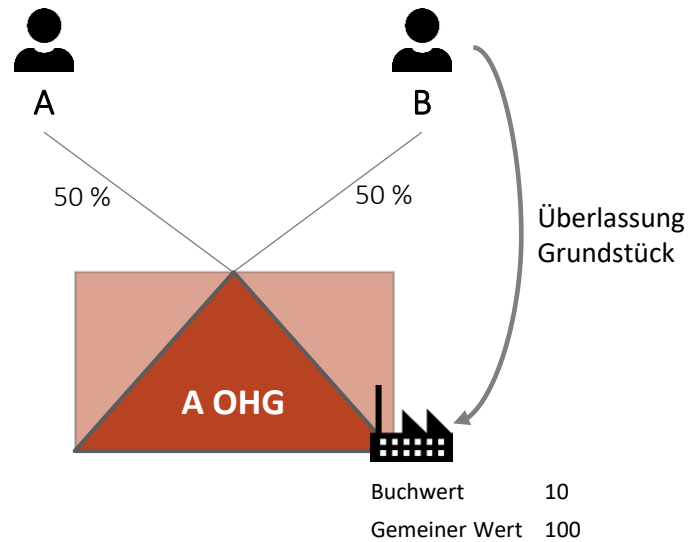 A
B
50 %
50 %
Überlassung
Grundstück
A OHG
Buchwert 10
Gemeiner Wert 100